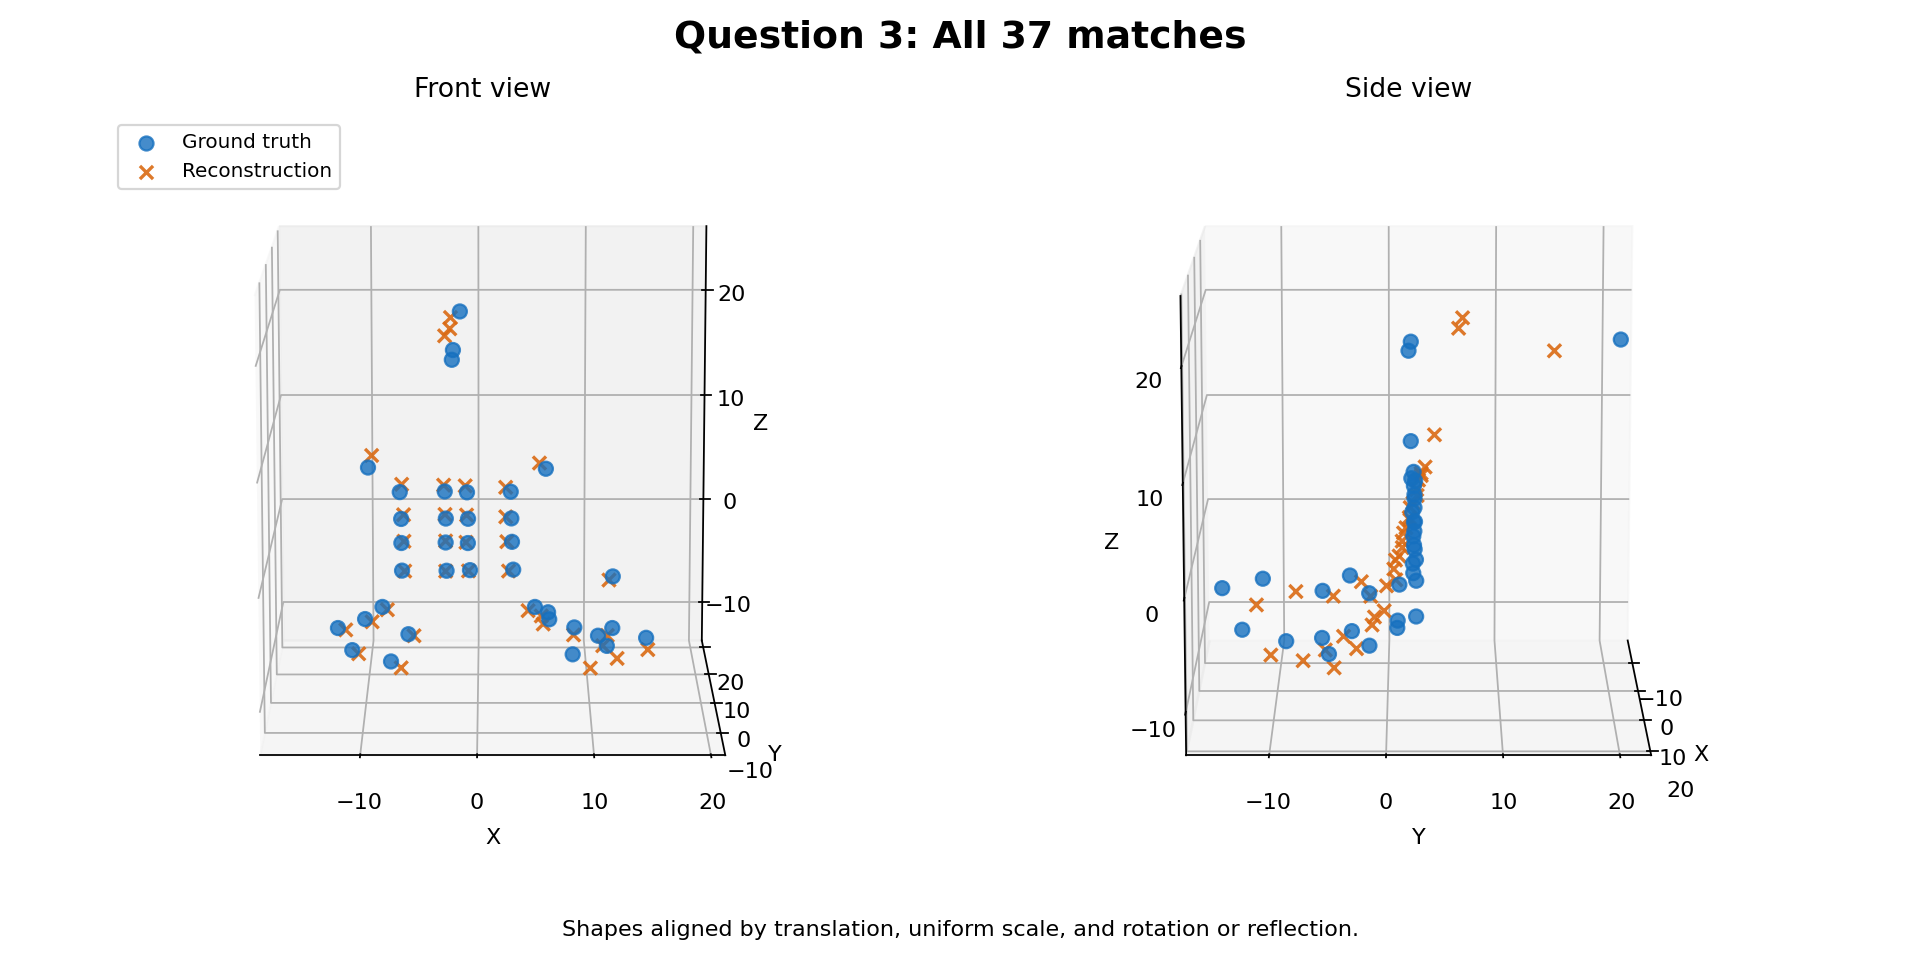 Question 3: All 37 matches
Front view
Side view
Ground truth
Reconstruction
20
10
0
−10
Z
20
10
0
−10
Y
−10
0
10
20
X
20
10
0
−10
Z
−10
0
10
20
X
−10
0
10
20
Y
Shapes aligned by translation, uniform scale, and rotation or reflection.